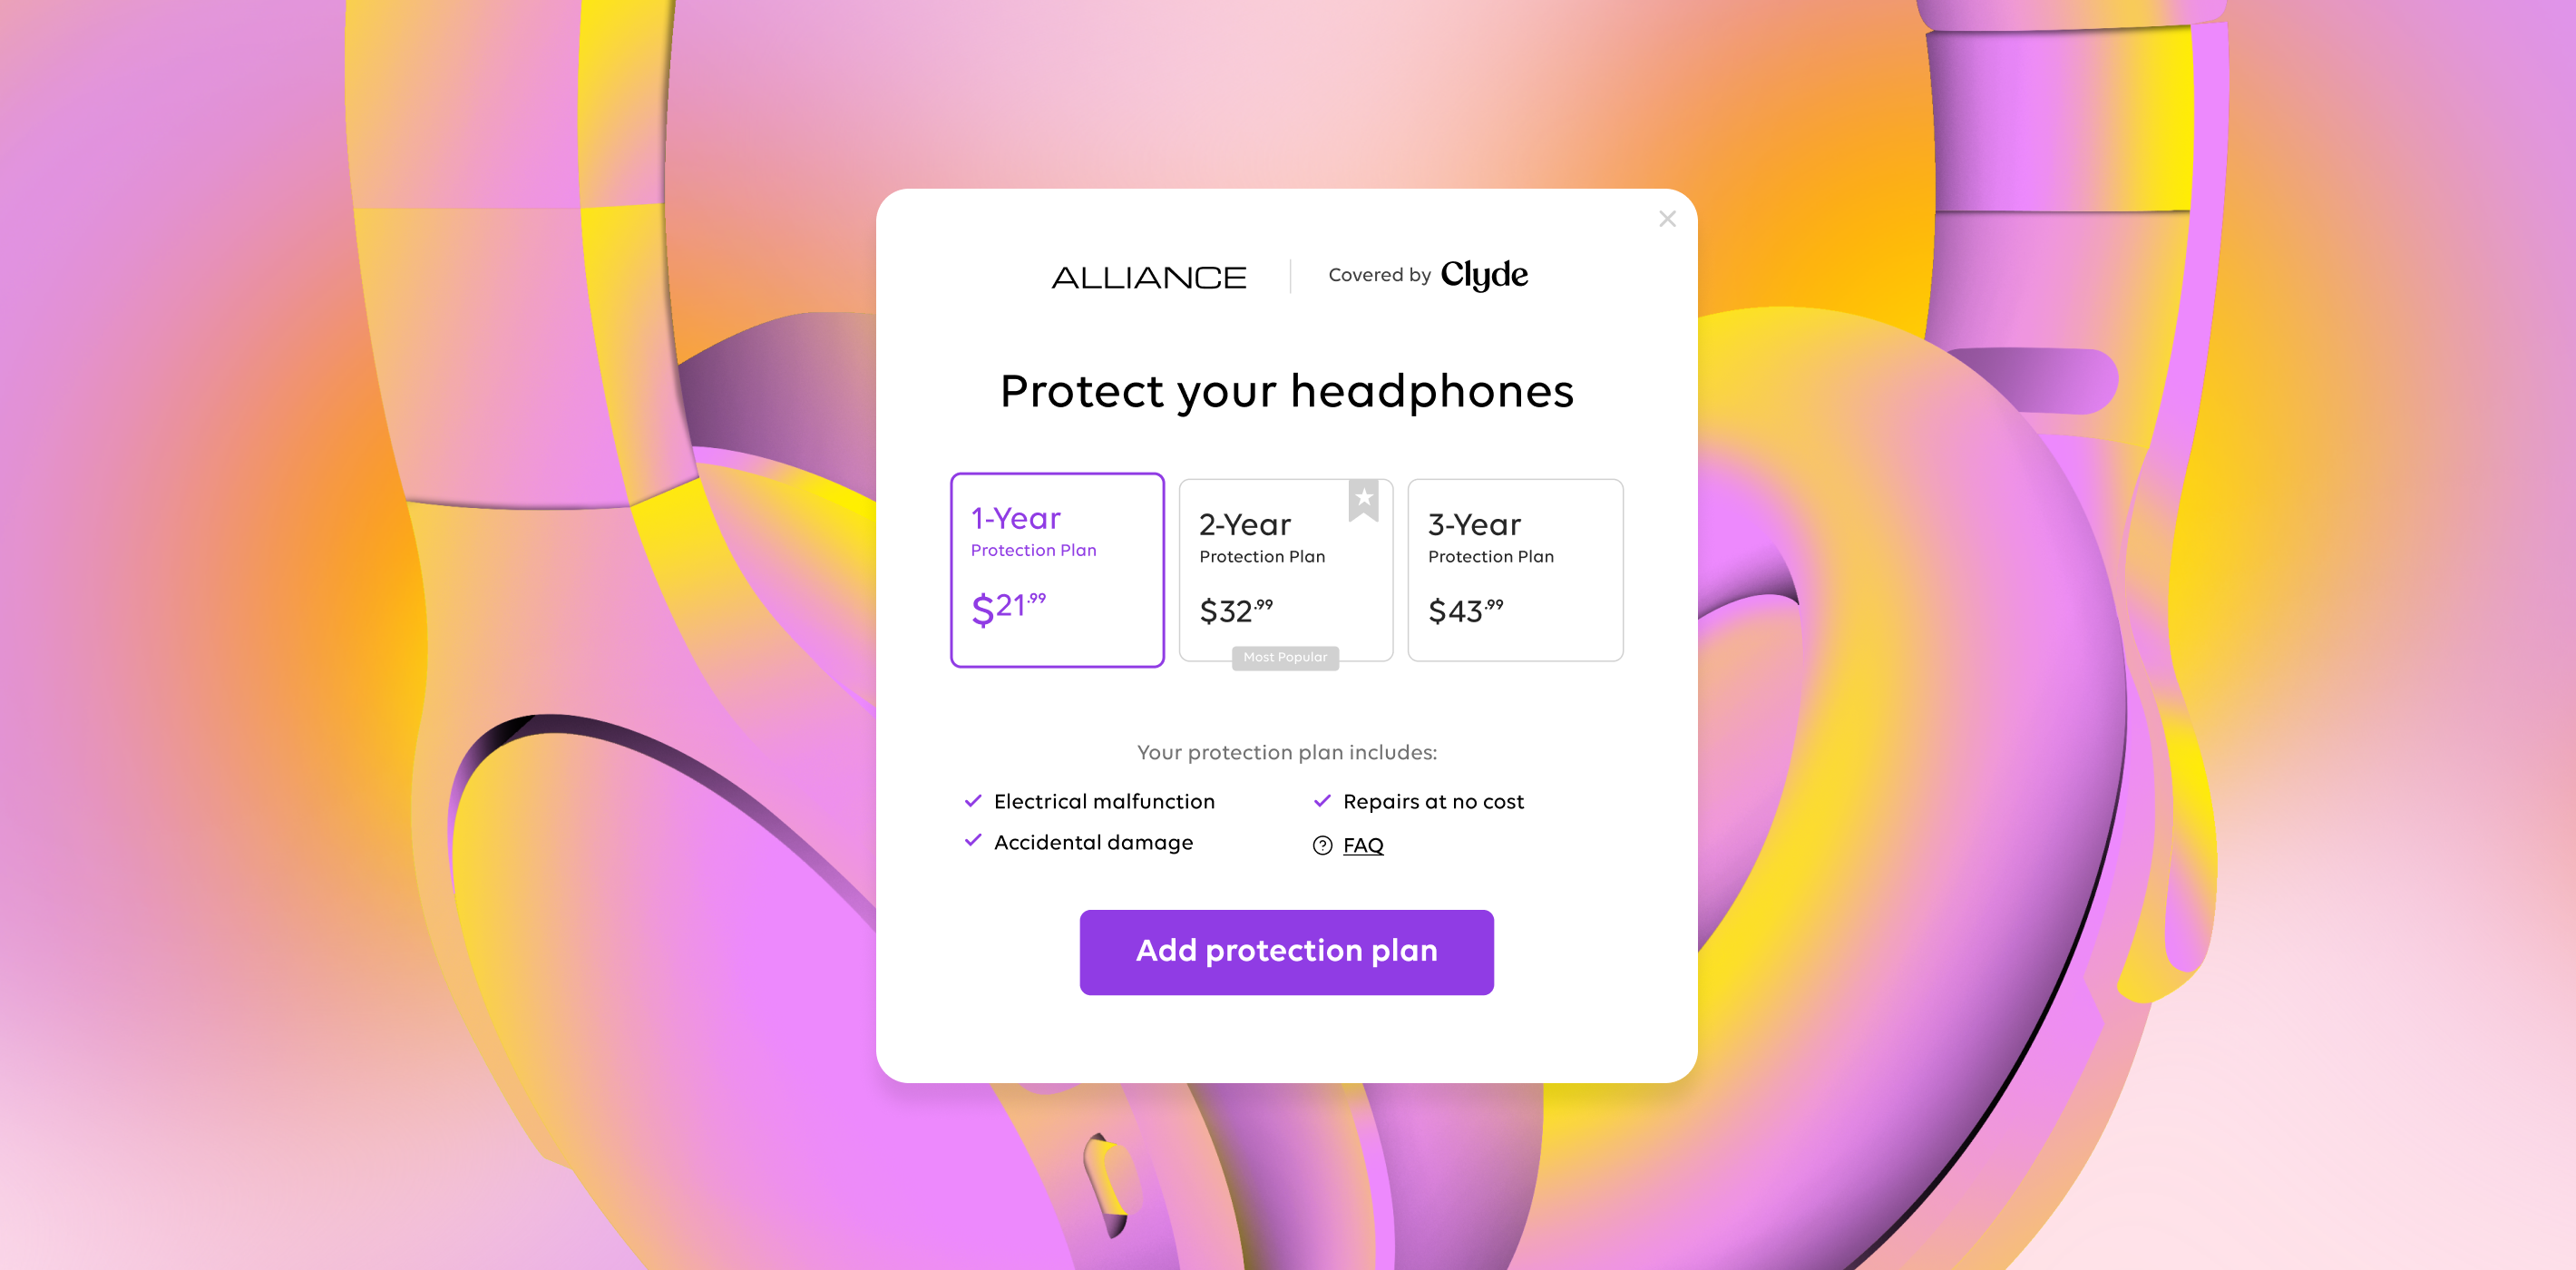 ALLIANCE
Covered by Clyde
Protect your headphones
1-Year
Protection Plan
$21.99
2-Year
Protection Plan
$32.99
Most Popular
3-Year
Protection Plan
$43.99
Your protection plan includes:
Electrical malfunction
Accidental damage
Repairs at no cost
FAQ
Add protection plan